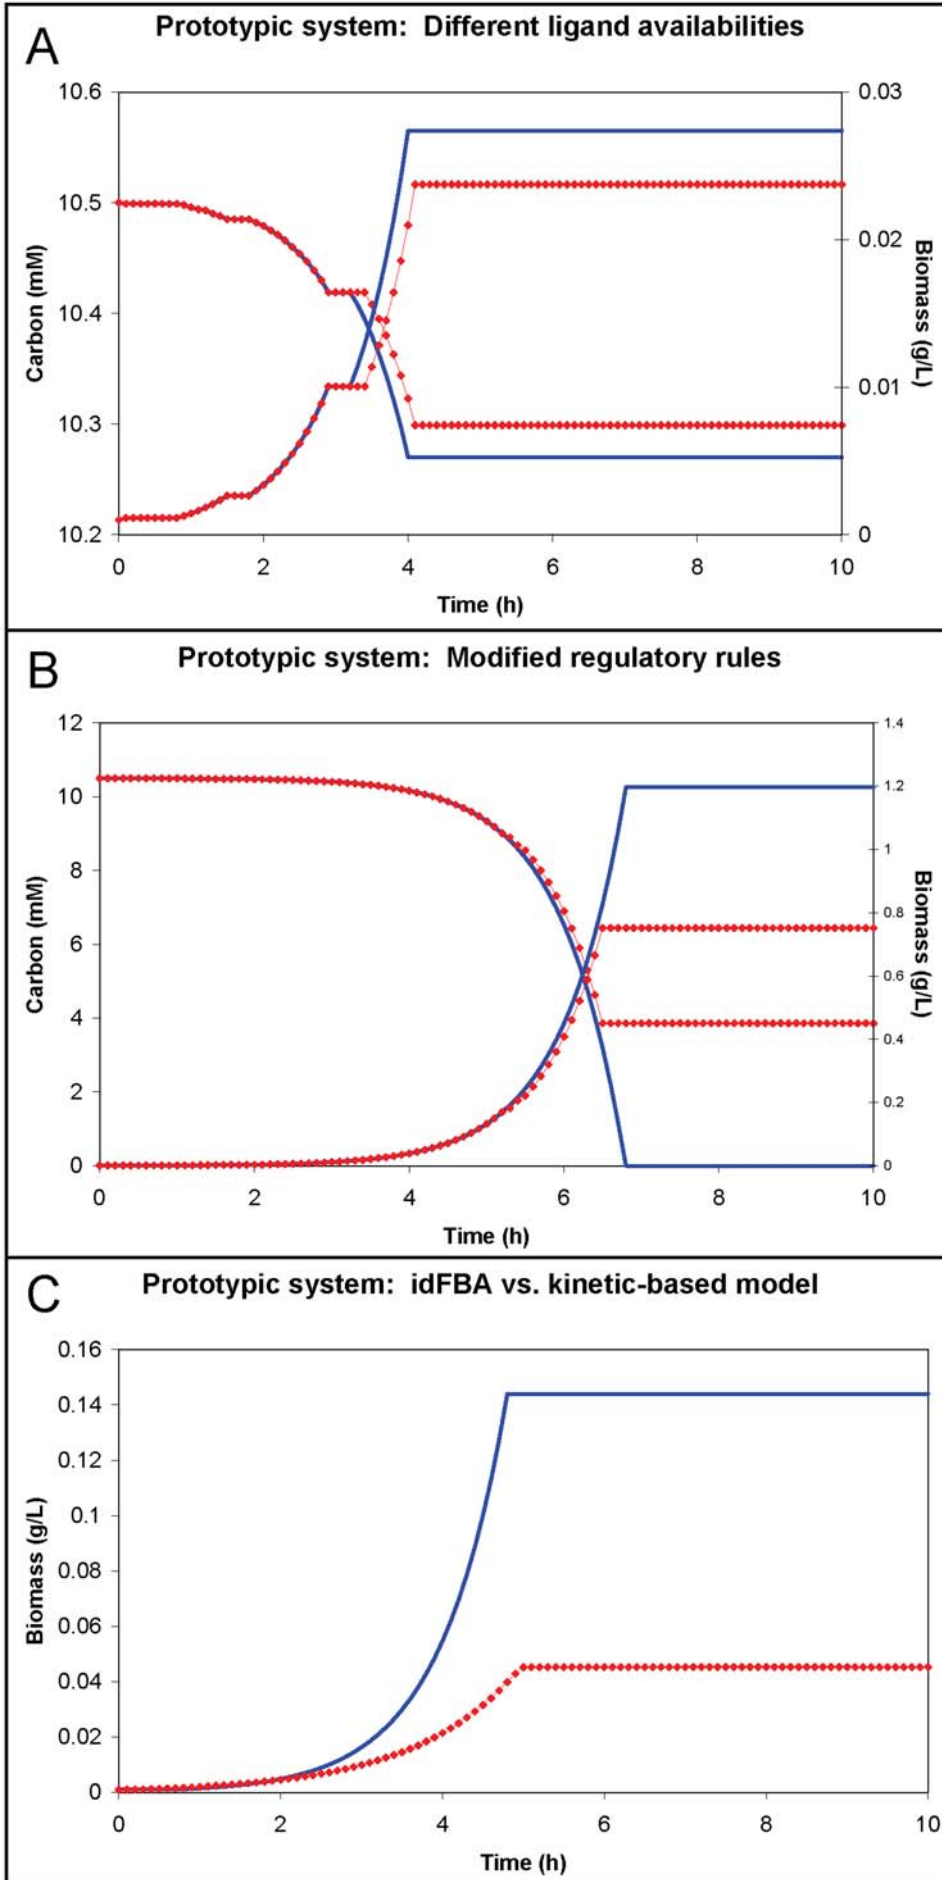 A
Prototypic system: Different ligand availabilities
10.6
10.5
10.4
10.3
10.2
Carbon (mM)
0.03
0.02
0.01
0
Biomass (g/L)
0 2 4 6 8 10
Time (h)
B
Prototypic system: Modified regulatory rules
12
10
8
6
4
2
0
Carbon (mM)
1.4
1.2
1
0.8
0.6
0.4
0.2
0
Biomass (g/L)
0 2 4 6 8 10
Time (h)
C
Prototypic system: idFBA vs. kinetic-based model
0.16
0.14
0.12
0.1
0.08
0.06
0.04
0.02
0
Biomass (g/L)
0 2 4 6 8 10
Time (h)